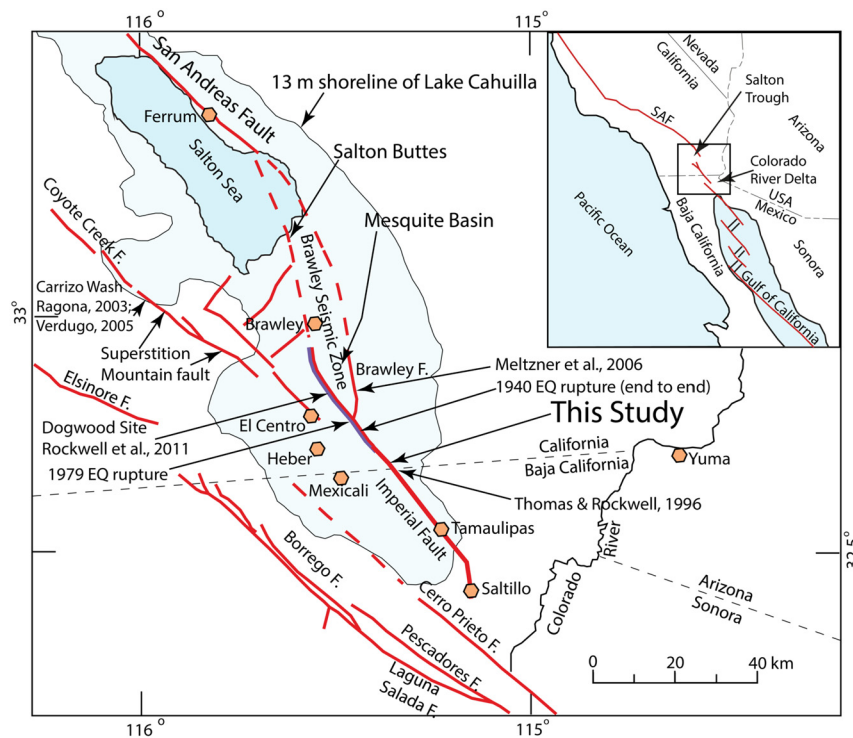 116°
115°
San Andreas Fault
13 m shoreline of Lake Cahuilla
Ferrum
Salton Sea
Salton Buttes
Mesquite Basin
Coyote Creek F.
Brawley Seismic Zone
Carrizo Wash
Ragona, 2003;
Verdugo, 2005
33°
Brawley
Superstition
Mountain fault
Brawley F.
Meltzner et al., 2006
1940 EQ rupture (end to end)
Elsinore F.
This Study
Dogwood Site
Rockwell et al., 2011
El Centro
1979 EQ rupture
Heber
California
Baja California
Yuma
Mexicali
Imperial Fault
Thomas & Rockwell, 1996
Tamaulipas
Borrego F.
Saltillo
Cerro Prieto F.
Pescadores F.
Laguna
Salada F.
Colorado
River
32.5°
Arizona
Sonora
0 20 40 km
116°
115°
Nevada
California
Salton
Trough
SAF
Arizona
Colorado
River Delta
USA
Mexico
Pacific Ocean
Baja California
Sonora
Gulf of California